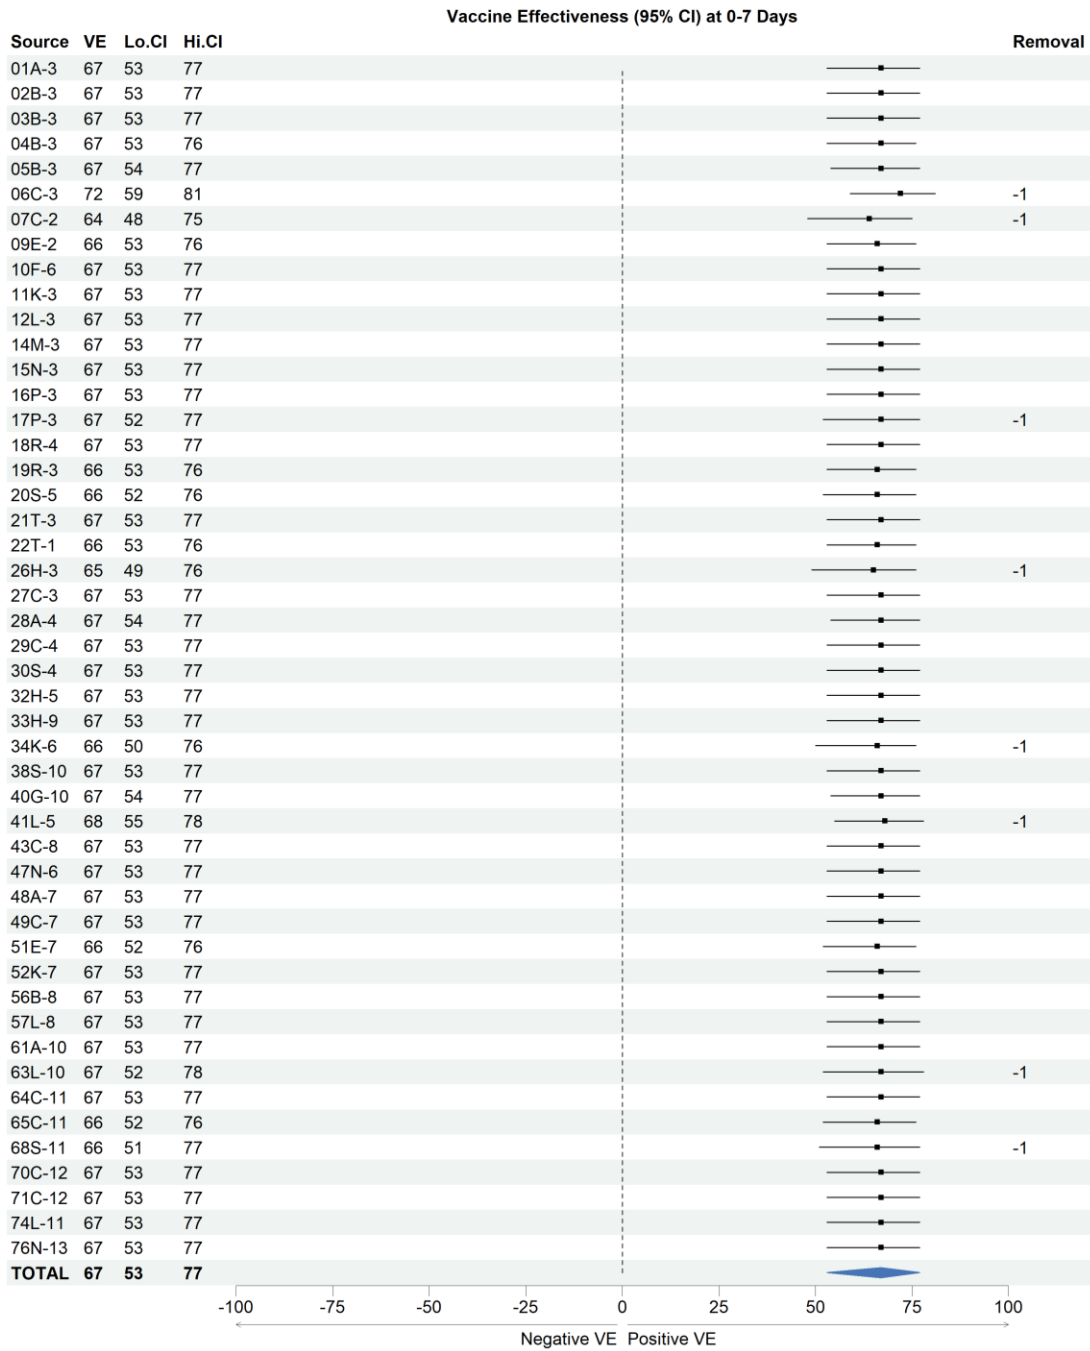 Vaccine Effectiveness (95% CI) at 0-7 Days
Source VE Lo.CI Hi.CI Removal
01A-3 67 53 77
02B-3 67 53 77
03B-3 67 53 77
04B-3 67 53 76
05B-3 67 54 77
06C-3 72 59 81 -1
07C-2 64 48 75 -1
09E-2 66 53 76
10F-6 67 53 77
11K-3 67 53 77
12L-3 67 53 77
14M-3 67 53 77
15N-3 67 53 77
16P-3 67 53 77
17P-3 67 52 77 -1
18R-4 67 53 77
19R-3 66 53 76
20S-5 66 52 76
21T-3 67 53 77
22T-1 66 53 76
26H-3 65 49 76 -1
27C-3 67 53 77
28A-4 67 54 77
29C-4 67 53 77
30S-4 67 53 77
32H-5 67 53 77
33H-9 67 53 77
34K-6 66 50 76 -1
38S-10 67 53 77
40G-10 67 54 77
41L-5 68 55 78 -1
43C-8 67 53 77
47N-6 67 53 77
48A-7 67 53 77
49C-7 67 53 77
51E-7 66 52 76
52K-7 67 53 77
56B-8 67 53 77
57L-8 67 53 77
61A-10 67 53 77
63L-10 67 52 78 -1
64C-11 67 53 77
65C-11 66 52 76
68S-11 66 51 77 -1
70C-12 67 53 77
71C-12 67 53 77
74L-11 67 53 77
76N-13 67 53 77
TOTAL 67 53 77
-100 -75 -50 -25 0 25 50 75 100
Negative VE Positive VE